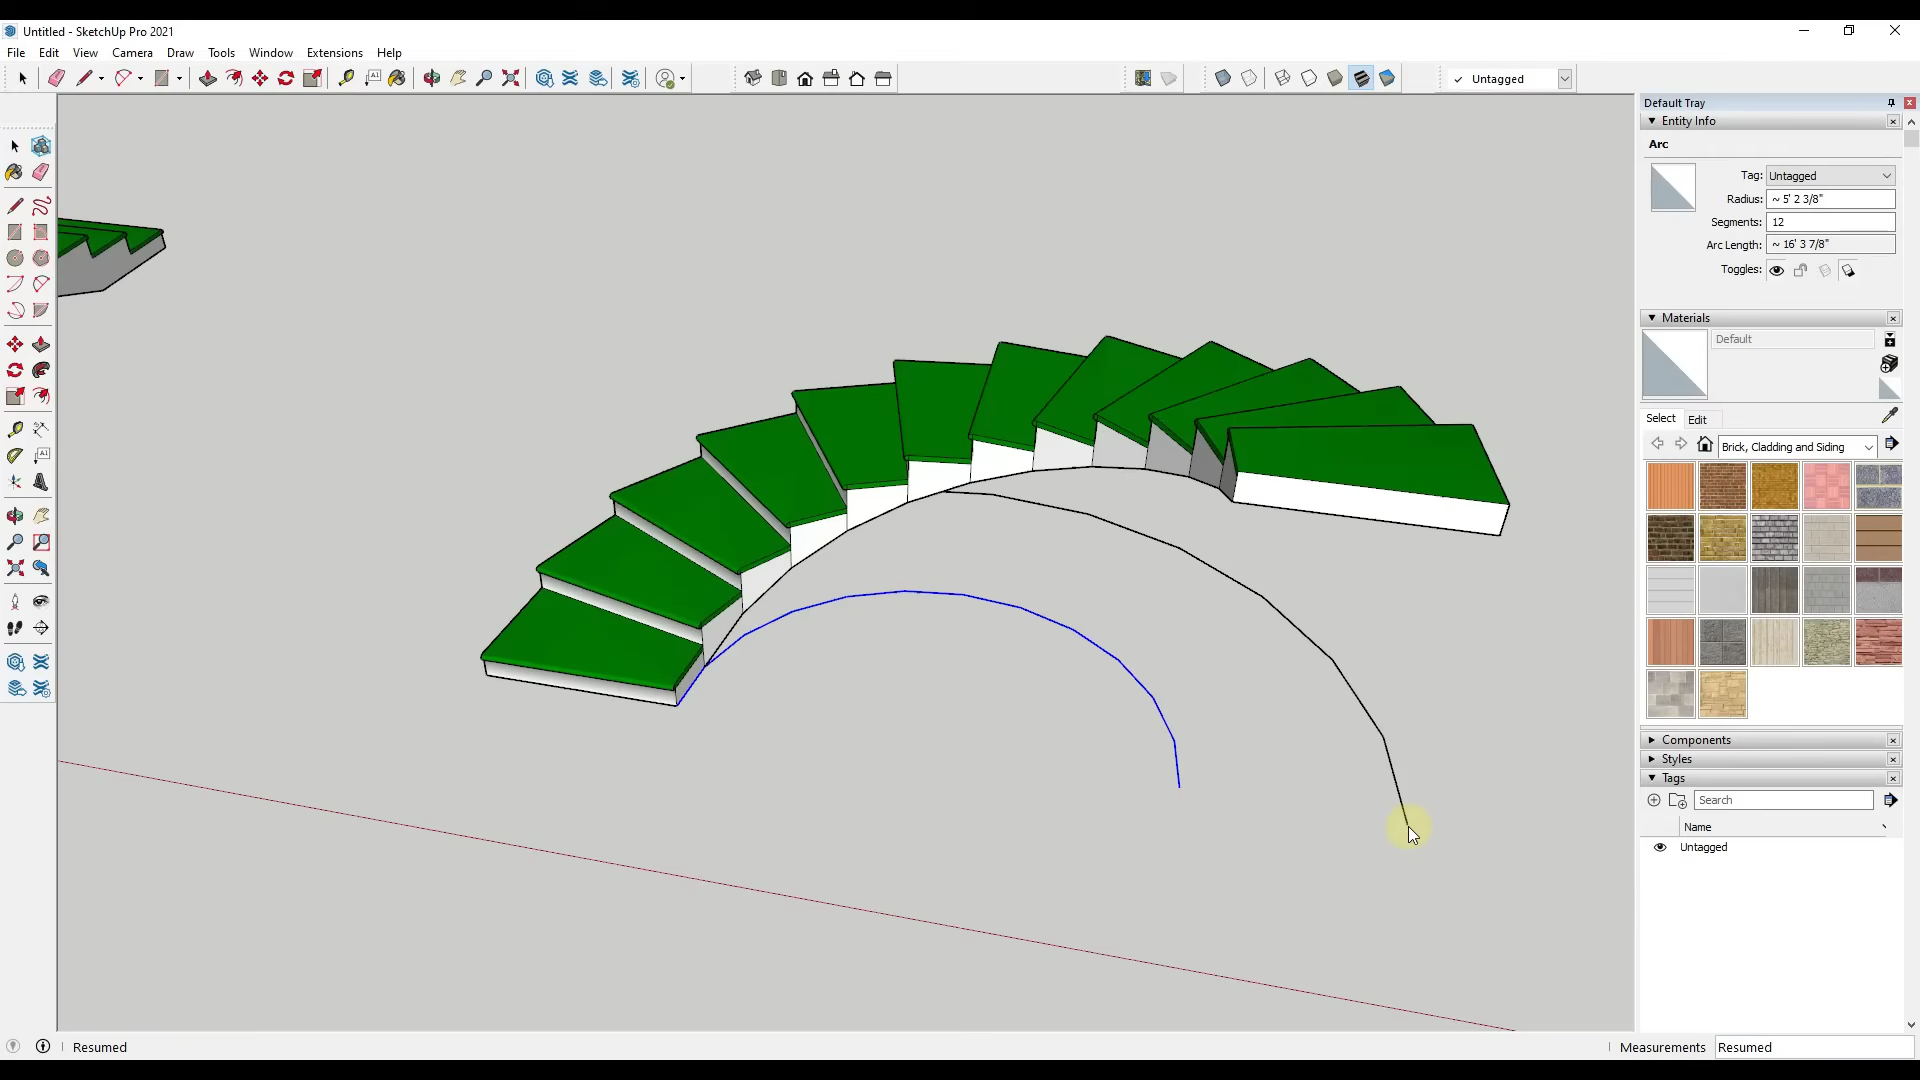 Untitled - SketchUp Pro 2021
File Edit View Camera Draw Tools Window Extensions Help
Untagged
Default Tray
Entity Info
Arc
Tag: Untagged
Radius: ~ 5' 2 3/8"
Segments: 12
Arc Length: ~ 16' 3 7/8"
Toggles:
Materials
Default
Select Edit
Brick, Cladding and Siding
Components
Styles
Tags
Search
Name
Untagged
Resumed
Measurements Resumed